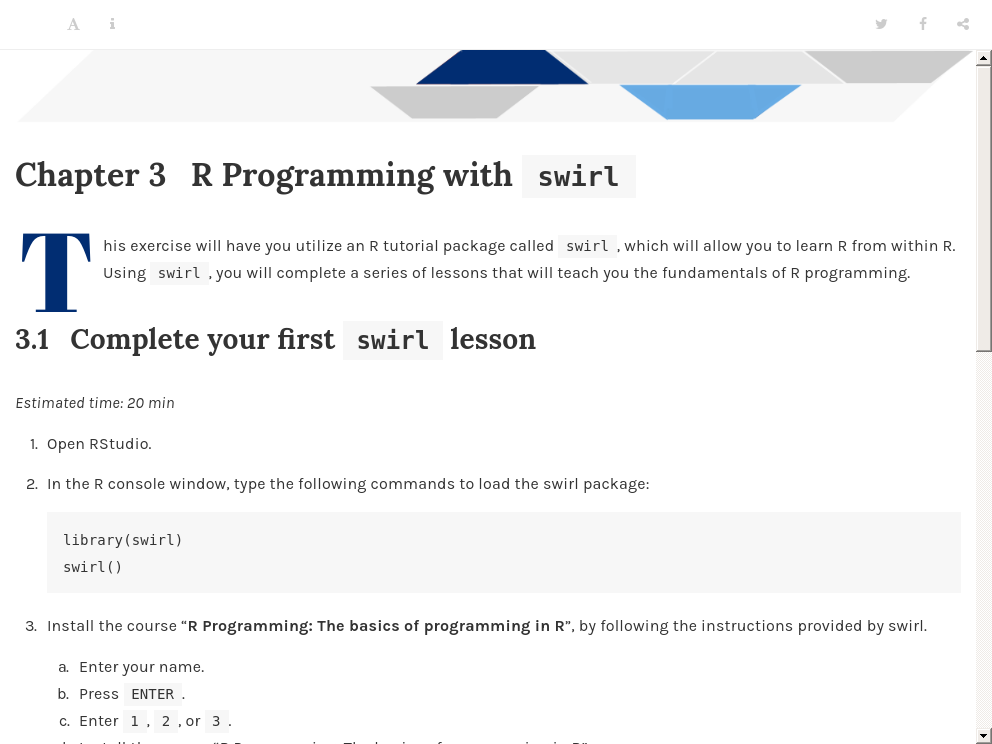 Chapter 3 R Programming with swirl
This exercise will have you utilize an R tutorial package called swirl, which will allow you to learn R from within R.
Using swirl, you will complete a series of lessons that will teach you the fundamentals of R programming.
3.1 Complete your first swirl lesson
Estimated time: 20 min
1. Open RStudio.
2. In the R console window, type the following commands to load the swirl package:
library(swirl)
swirl()
3. Install the course “R Programming: The basics of programming in R”, by following the instructions provided by swirl.
a. Enter your name.
b. Press ENTER.
c. Enter 1, 2, or 3.